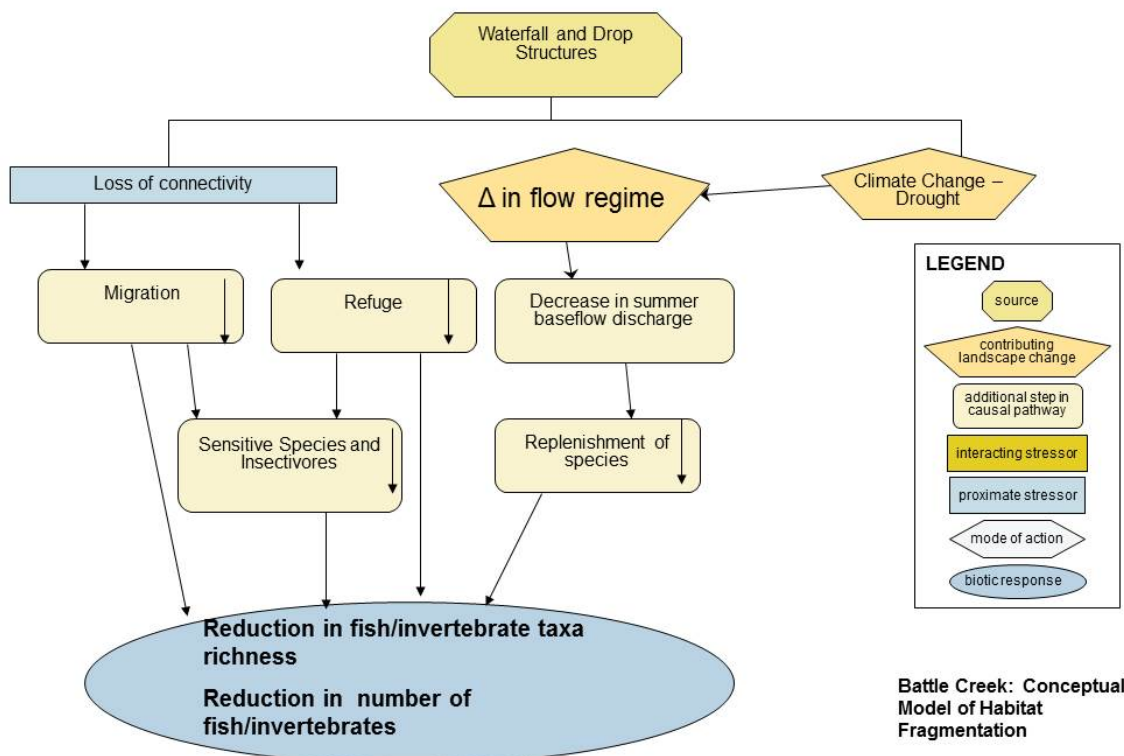 Waterfall and Drop
Structures
Loss of connectivity
Δ in flow regime
Climate Change –
Drought
Migration
Refuge
Decrease in summer
baseflow discharge
Sensitive Species and
Insectivores
Replenishment of
species
Reduction in fish/invertebrate taxa
richness
Reduction in number of
fish/invertebrates
LEGEND
source
contributing
landscape change
additional step in
causal pathway
interacting stressor
proximate stressor
mode of action
biotic response
Battle Creek: Conceptual
Model of Habitat
Fragmentation